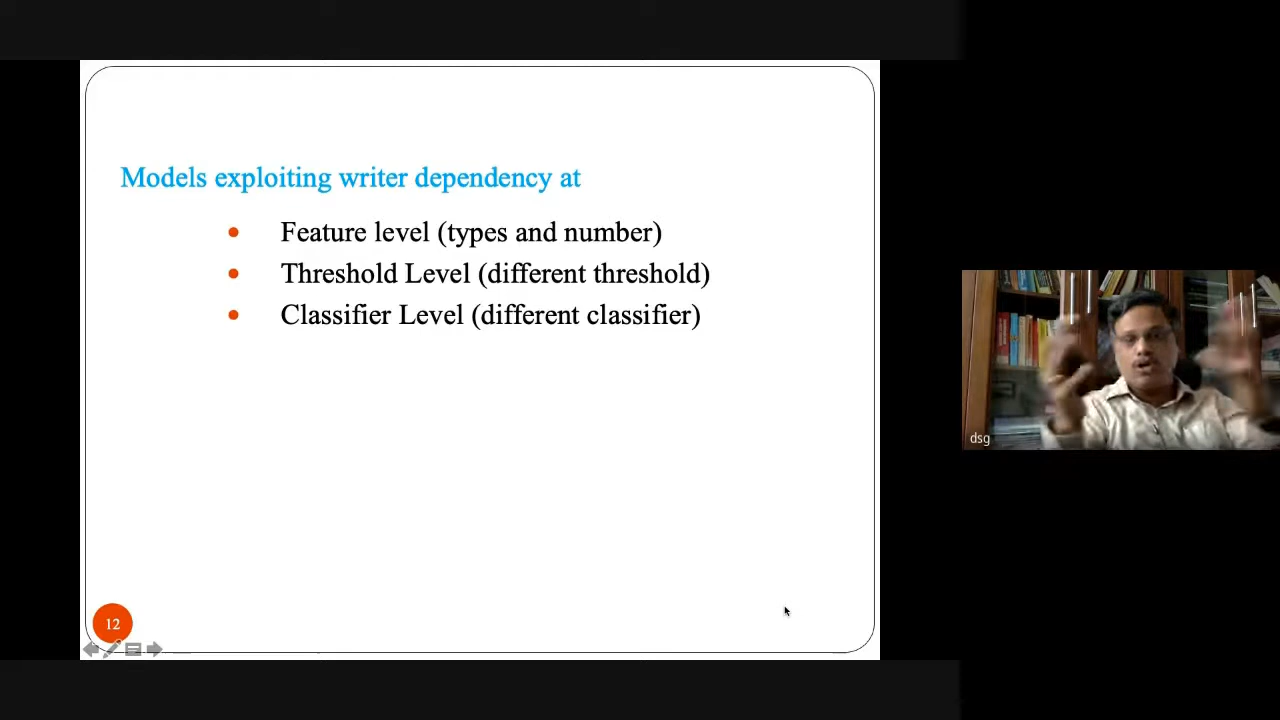 Models exploiting writer dependency at
Feature level (types and number)
Threshold Level (different threshold)
Classifier Level (different classifier)
12
dsg